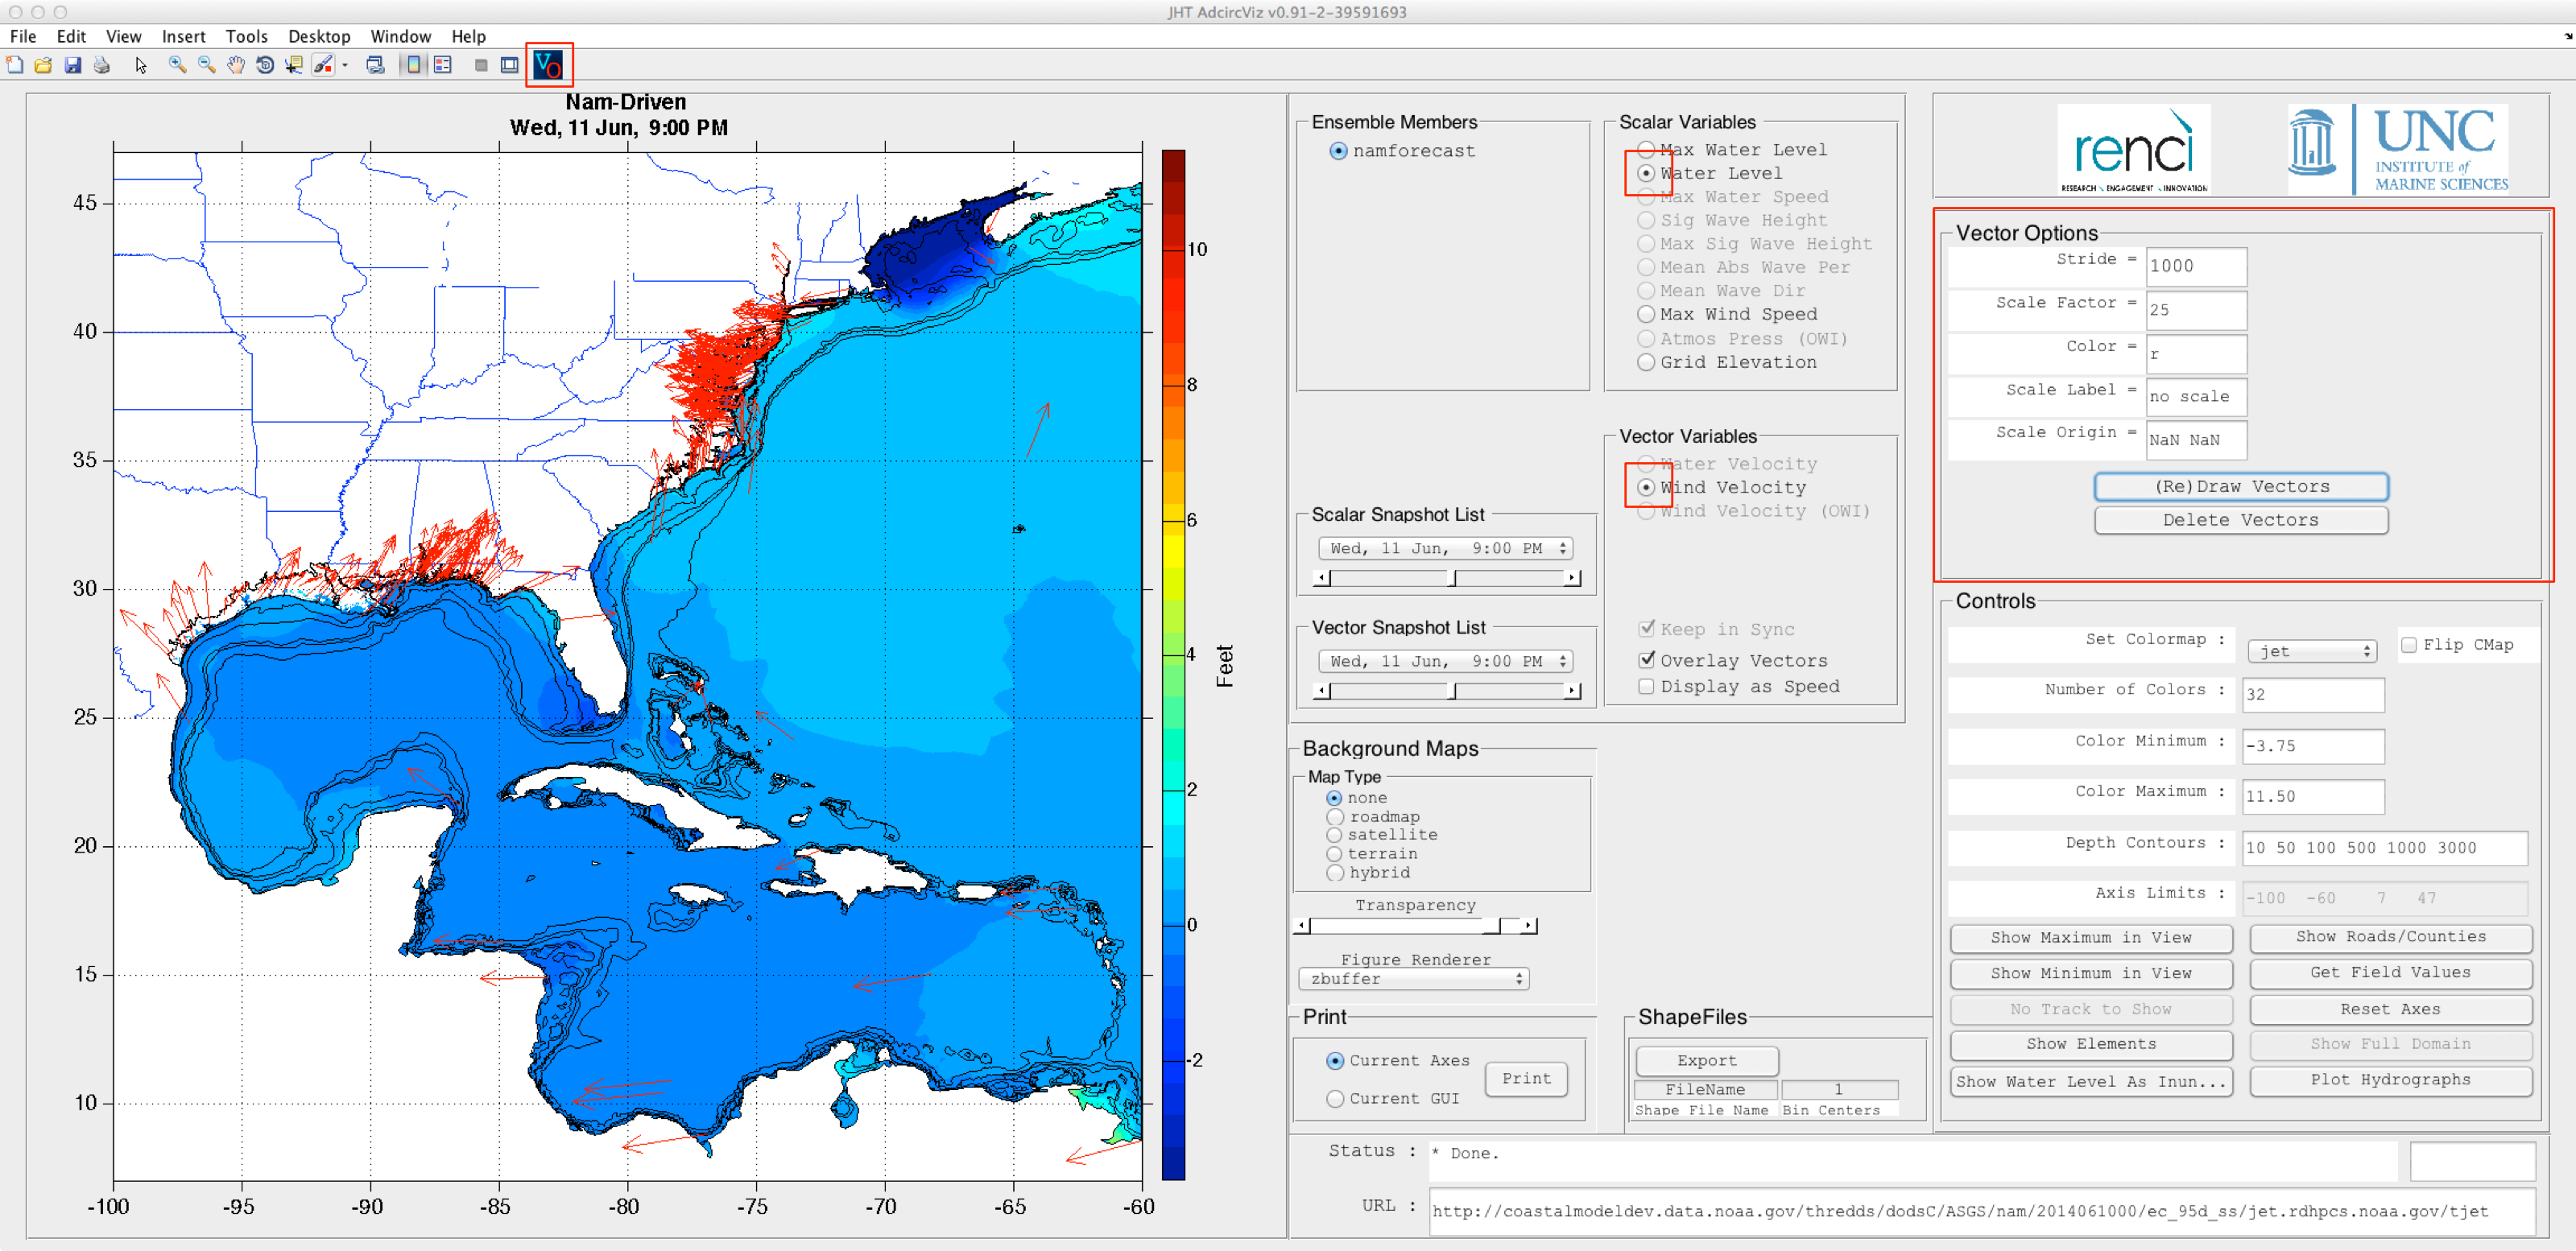 JHT AdcircViz v0.91-2-39591693
File Edit View Insert Tools Desktop Window Help
VO
Nam-Driven
Wed, 11 Jun, 9:00 PM
45
40
35
30
25
20
15
10
-100 -95 -90 -85 -80 -75 -70 -65 -60
10
8
6
4
2
0
-2
Feet
Ensemble Members
namforecast
Scalar Variables
Max Water Level
Water Level
Max Water Speed
Sig Wave Height
Max Sig Wave Height
Mean Abs Wave Per
Mean Wave Dir
Max Wind Speed
Atmos Press (OWI)
Grid Elevation
Vector Variables
Water Velocity
Wind Velocity
Wind Velocity (OWI)
Keep in Sync
Overlay Vectors
Display as Speed
Scalar Snapshot List
Wed, 11 Jun, 9:00 PM
Vector Snapshot List
Wed, 11 Jun, 9:00 PM
Background Maps
Map Type
none
roadmap
satellite
terrain
hybrid
Transparency
Figure Renderer
zbuffer
Print
Current Axes
Current GUI
Print
ShapeFiles
Export
FileName 1
Shape File Name Bin Centers
renci
RESEARCH \ ENGAGEMENT \ INNOVATION
UNC
INSTITUTE of
MARINE SCIENCES
Vector Options
Stride = 1000
Scale Factor = 25
Color = r
Scale Label = no scale
Scale Origin = NaN NaN
(Re)Draw Vectors
Delete Vectors
Controls
Set Colormap : jet Flip CMap
Number of Colors : 32
Color Minimum : -3.75
Color Maximum : 11.50
Depth Contours : 10 50 100 500 1000 3000
Axis Limits : -100 -60 7 47
Show Maximum in View Show Roads/Counties
Show Minimum in View Get Field Values
No Track to Show Reset Axes
Show Elements Show Full Domain
Show Water Level As Inun... Plot Hydrographs
Status : * Done.
URL : http://coastalmodeldev.data.noaa.gov/thredds/dodsC/ASGS/nam/2014061000/ec_95d_ss/jet.rdhpcs.noaa.gov/tjet